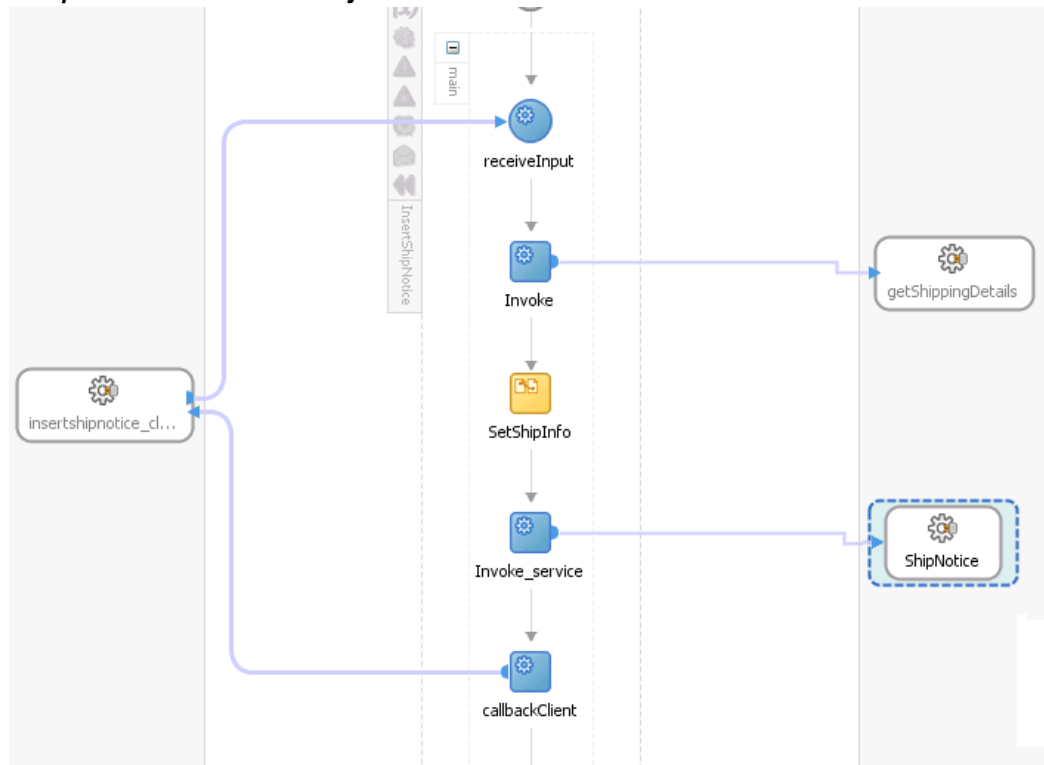 main
receiveInput
InsertShipNotice
Invoke
getShippingDetails
insertshipnotice_cl...
SetShipInfo
Invoke_service
ShipNotice
callbackClient